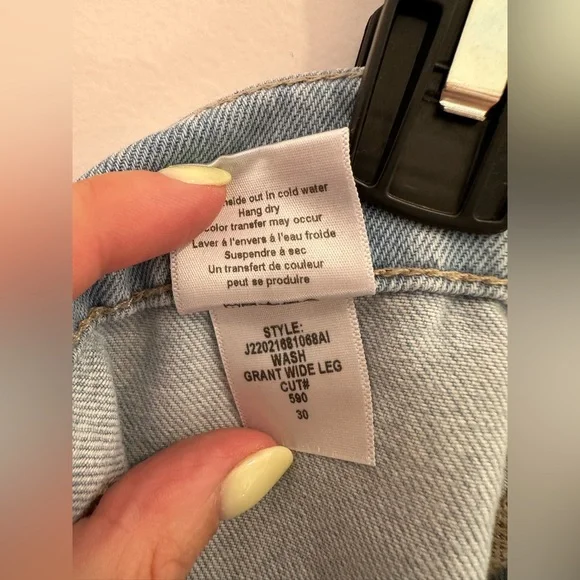 inside out in cold water
Hang dry
Color transfer may occur
Laver á l'envers á l'eau froide
Suspendre á sec
Un transfert de couleur
peut se produire
STYLE:
J22021681068AI
WASH
GRANT WIDE LEG
CUT#
590
30